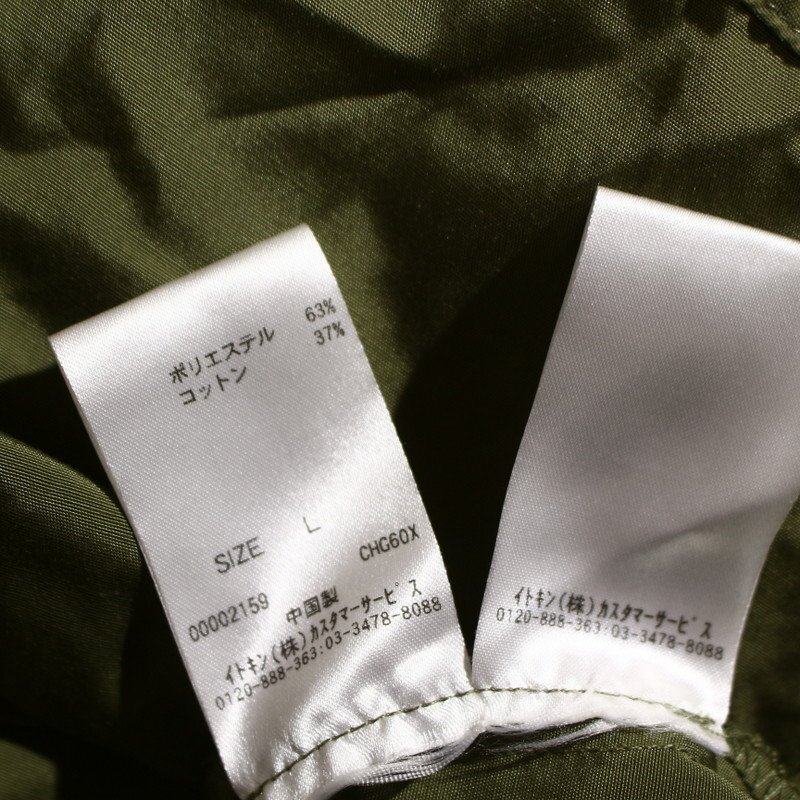 ポリエステル 63%
コットン 37%
SIZE L
CHG60X
00002159 中国製
イトキン(株)カスタマーサービス
0120-888-363:03-3478-8088
イトキン(株)カスタマーサービス
0120-888-363:03-3478-8088